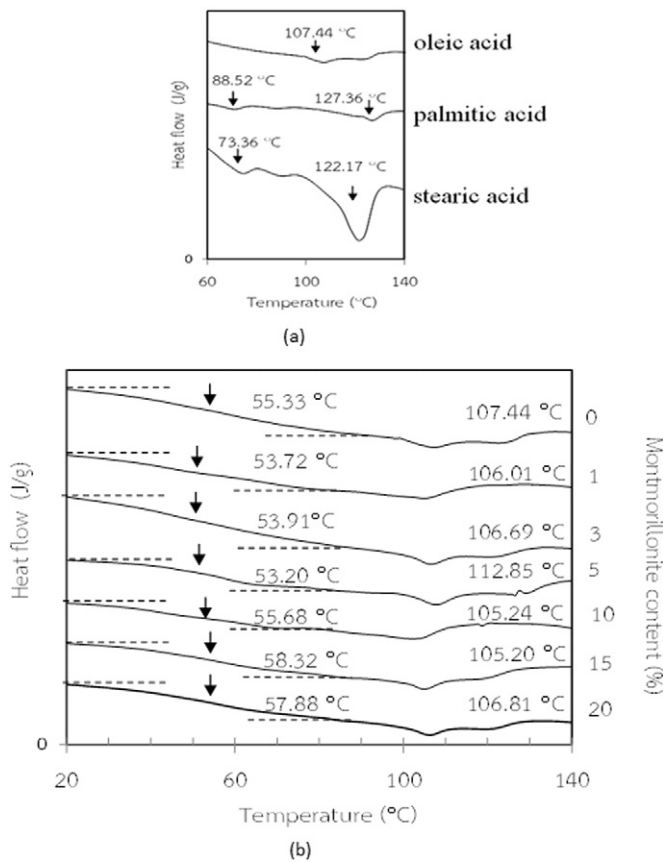 107.44 °C
oleic acid
88.52 °C
127.36 °C
palmitic acid
73.36 °C
122.17 °C
stearic acid
Heat flow (J/g)
0
60 100 140
Temperature (°C)
(a)
55.33 °C 107.44 °C 0
53.72 °C 106.01 °C 1
53.91°C 106.69 °C 3
53.20 °C 112.85 °C 5
55.68 °C 105.24 °C 10
58.32 °C 105.20 °C 15
57.88 °C 106.81 °C 20
Heat flow (J/g)
Montmorillonite content (%)
0
20 60 100 140
Temperature (°C)
(b)